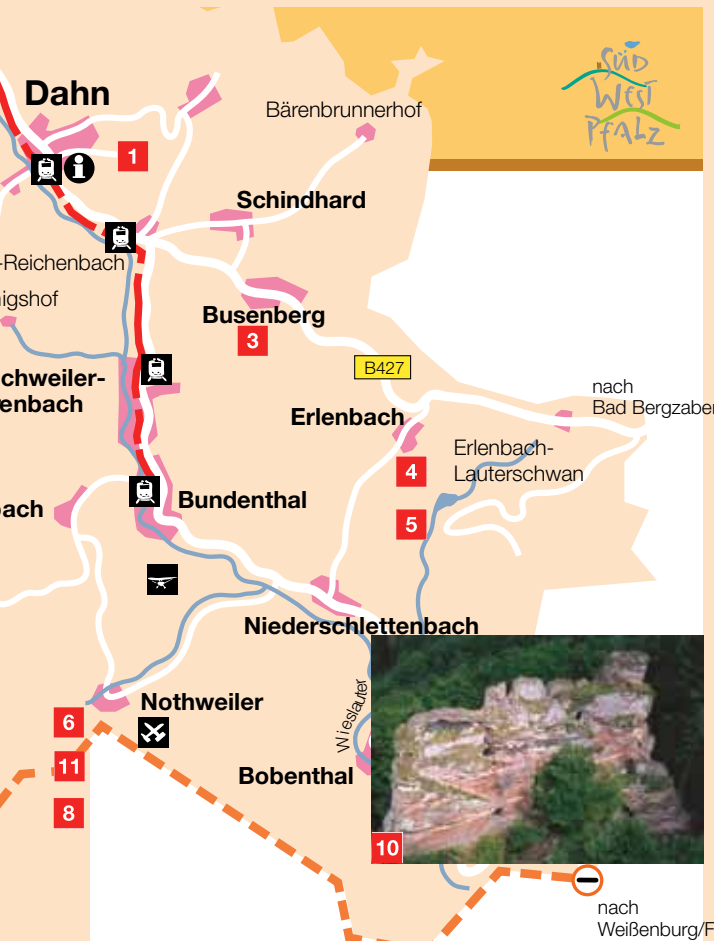 SÜD
WEST
PFALZ
Dahn
Bärenbrunnerhof
1
Schindhard
-Reichenbach
igshof
Busenberg
3
B427
chweiler-
enbach
nach
Bad Bergzaber
Erlenbach
Erlenbach-
Lauterschwan
4
5
bach
Bundenthal
Niederschlettenbach
Nothweiler
Wieslauter
6
11
8
Bobenthal
10
nach
Weißenburg/F